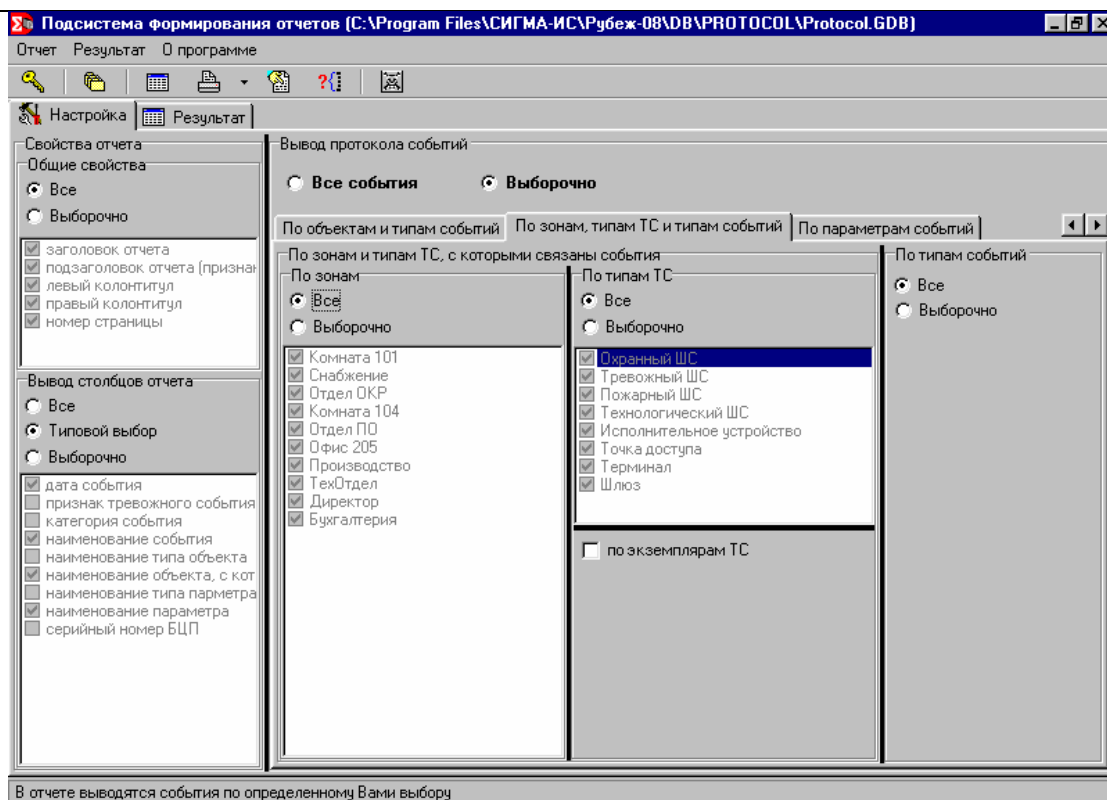 Подсистема формирования отчетов (C:\Program Files\СИГМА-ИС\Рубеж-08\DB\PROTOCOL\Protocol.GDB)
Отчет Результат О программе
Настройка Результат
Свойства отчета
Общие свойства
Все
Выборочно
заголовок отчета
подзаголовок отчета (признак
левый колонтитул
правый колонтитул
номер страницы
Вывод столбцов отчета
Все
Типовой выбор
Выборочно
дата события
признак тревожного события
категория события
наименование события
наименование типа объекта
наименование объекта, с кот
наименование типа парметра
наименование параметра
серийный номер БЦП
Вывод протокола событий
Все события Выборочно
По объектам и типам событий По зонам, типам ТС и типам событий По параметрам событий
По зонам и типам ТС, с которыми связаны события
По зонам
Все
Выборочно
Комната 101
Снабжение
Отдел ОКР
Комната 104
Отдел ПО
Офис 205
Производство
ТехОтдел
Директор
Бухгалтерия
По типам ТС
Все
Выборочно
Охранный ШС
Тревожный ШС
Пожарный ШС
Технологический ШС
Исполнительное устройство
Точка доступа
Терминал
Шлюз
по экземплярам ТС
По типам событий
Все
Выборочно
В отчете выводятся события по определенному Вами выбору